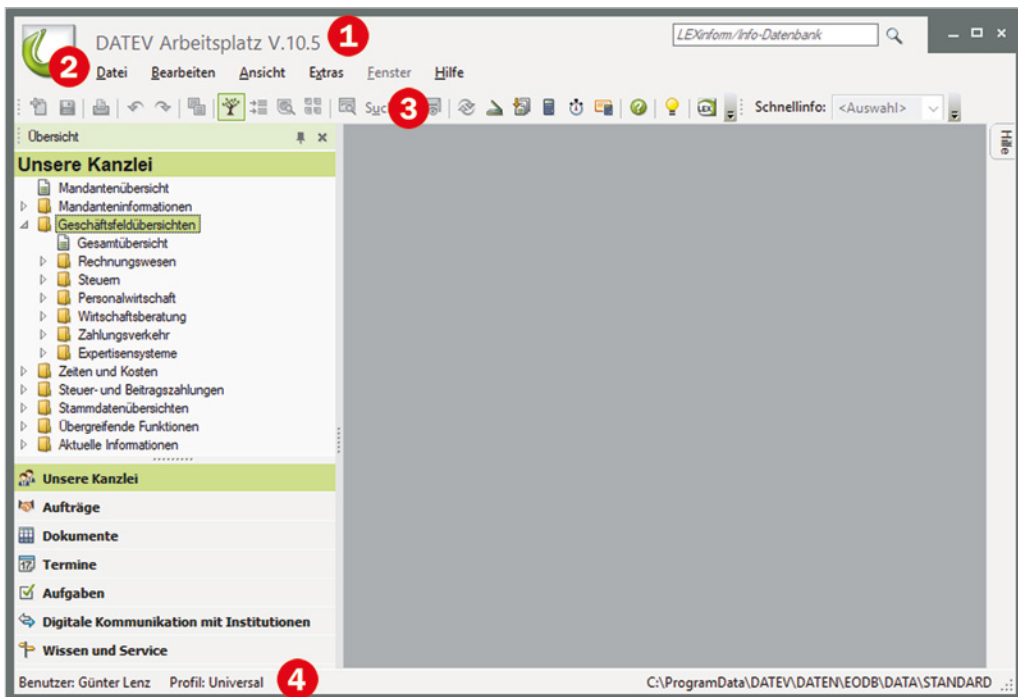 DATEV Arbeitsplatz V.10.5 1
LEXinform/Info-Datenbank
2
Datei Bearbeiten Ansicht Extras Fenster Hilfe
3
Schnellinfo: <Auswahl>
Hilfe
Übersicht
Unsere Kanzlei
Mandantenübersicht
Mandanteninformationen
Geschäftsfeldübersichten
Gesamtübersicht
Rechnungswesen
Steuern
Personalwirtschaft
Wirtschaftsberatung
Zahlungsverkehr
Expertisensysteme
Zeiten und Kosten
Steuer- und Beitragszahlungen
Stammdatenübersichten
Übergreifende Funktionen
Aktuelle Informationen
Unsere Kanzlei
Aufträge
Dokumente
17 Termine
Aufgaben
Digitale Kommunikation mit Institutionen
Wissen und Service
Benutzer: Günter Lenz Profil: Universal 4
C:\ProgramData\DATEV\DATEN\EODB\DATA\STANDARD